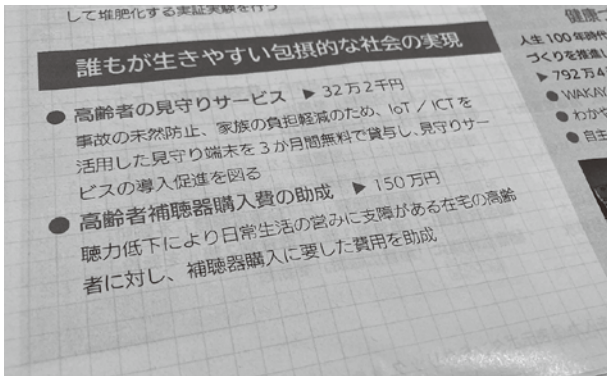 して堆肥化する実証実験を行う
誰もが生きやすい包摂的な社会の実現
● 高齢者の見守りサービス ▶ 32万2千円
事故の未然防止、家族の負担軽減のため、IoT / ICTを
活用した見守り端末を3か月間無料で貸与し、見守りサー
ビスの導入促進を図る
● 高齢者補聴器購入費の助成 ▶ 150万円
聴力低下により日常生活の営みに支障がある在宅の高齢
者に対し、補聴器購入に要した費用を助成
健康
人生100年時代
づくりを推進
▶ 792万4
● WAKAY
● わかや
● 自主